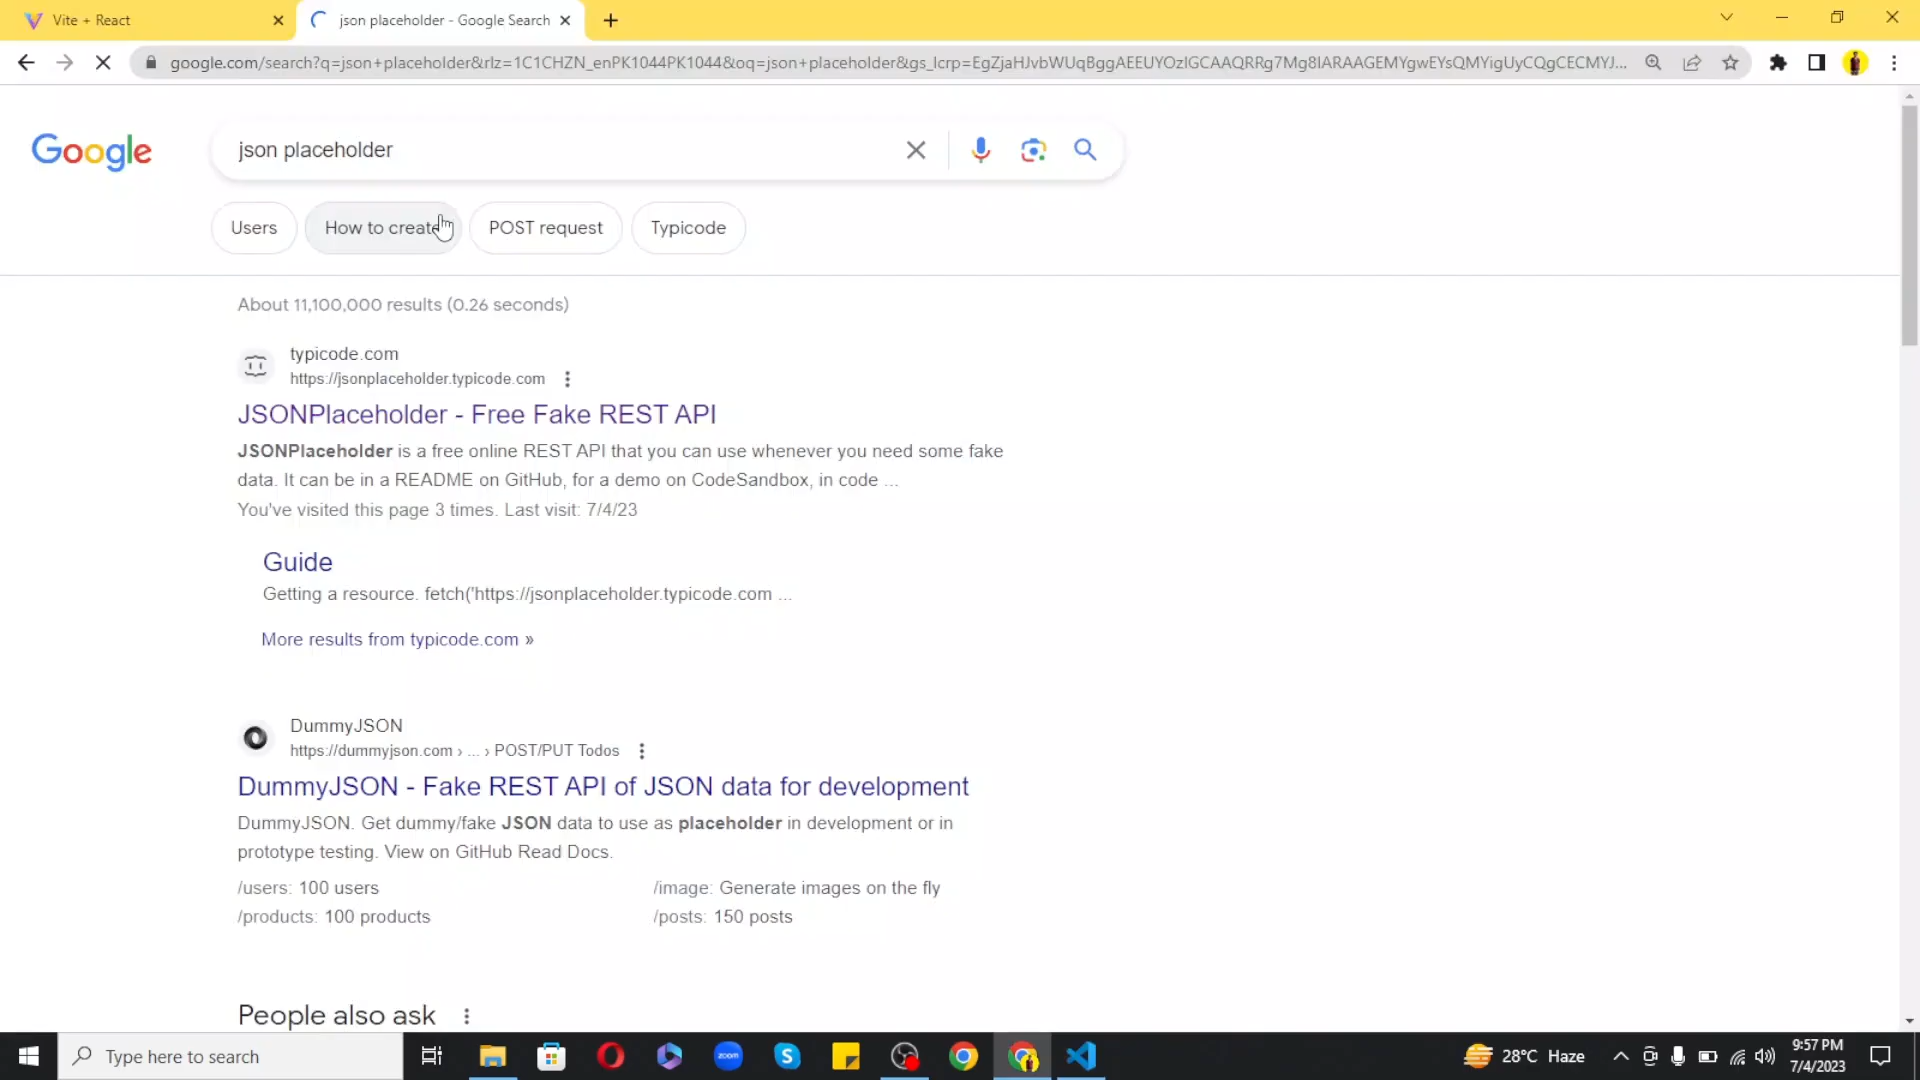 Vite + React
json placeholder - Google Search
google.com/search?q=json+placeholder&rlz=1C1CHZN_enPK1044PK1044&oq=json+placeholder&gs_lcrp=EgZjaHJvbWUqBggAEEUYOzIGCAAQRRg7Mg8IARAAGEMYgwEYsQMYigUyCQgCECMYJ...
Google
json placeholder
Users
How to create
POST request
Typicode
About 11,100,000 results (0.26 seconds)
typicode.com
https://jsonplaceholder.typicode.com
JSONPlaceholder - Free Fake REST API
JSONPlaceholder is a free online REST API that you can use whenever you need some fake
data. It can be in a README on GitHub, for a demo on CodeSandbox, in code ...
You've visited this page 3 times. Last visit: 7/4/23
Guide
Getting a resource. fetch('https://jsonplaceholder.typicode.com ...
More results from typicode.com »
DummyJSON
https://dummyjson.com › ... › POST/PUT Todos
DummyJSON - Fake REST API of JSON data for development
DummyJSON. Get dummy/fake JSON data to use as placeholder in development or in
prototype testing. View on GitHub Read Docs.
/users: 100 users
/image: Generate images on the fly
/products: 100 products
/posts: 150 posts
People also ask
Type here to search
zoom
28°C Haze
9:57 PM
7/4/2023